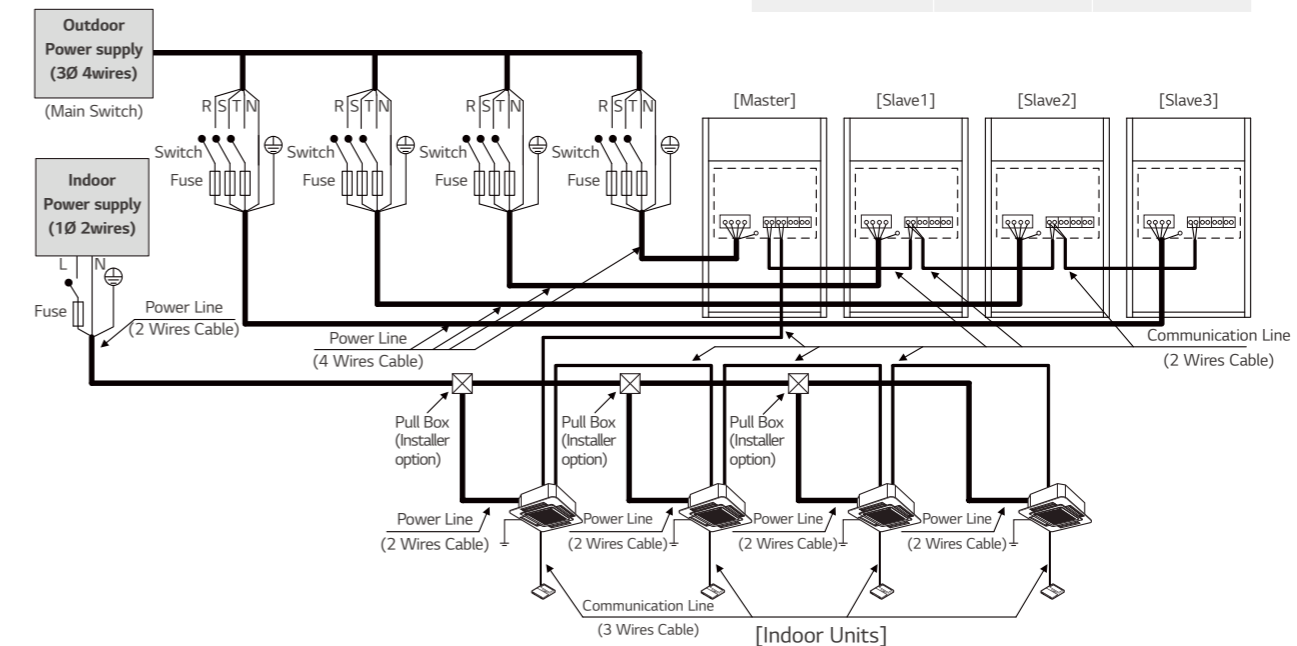 Outdoor
Power supply
(3Ø 4wires)
(Main Switch)
R S T N
R S T N
R S T N
R S T N
[Master]
[Slave1]
[Slave2]
[Slave3]
Switch
Switch
Switch
Switch
Fuse
Fuse
Fuse
Fuse
Indoor
Power supply
(1Ø 2wires)
L N
Fuse
Power Line
(2 Wires Cable)
Power Line
(4 Wires Cable)
Communication Line
(2 Wires Cable)
Pull Box
(Installer
option)
Pull Box
(Installer
option)
Pull Box
(Installer
option)
Power Line
(2 Wires Cable)
Power Line
(2 Wires Cable)
Power Line
(2 Wires Cable)
Power Line
(2 Wires Cable)
Communication Line
(3 Wires Cable)
[Indoor Units]